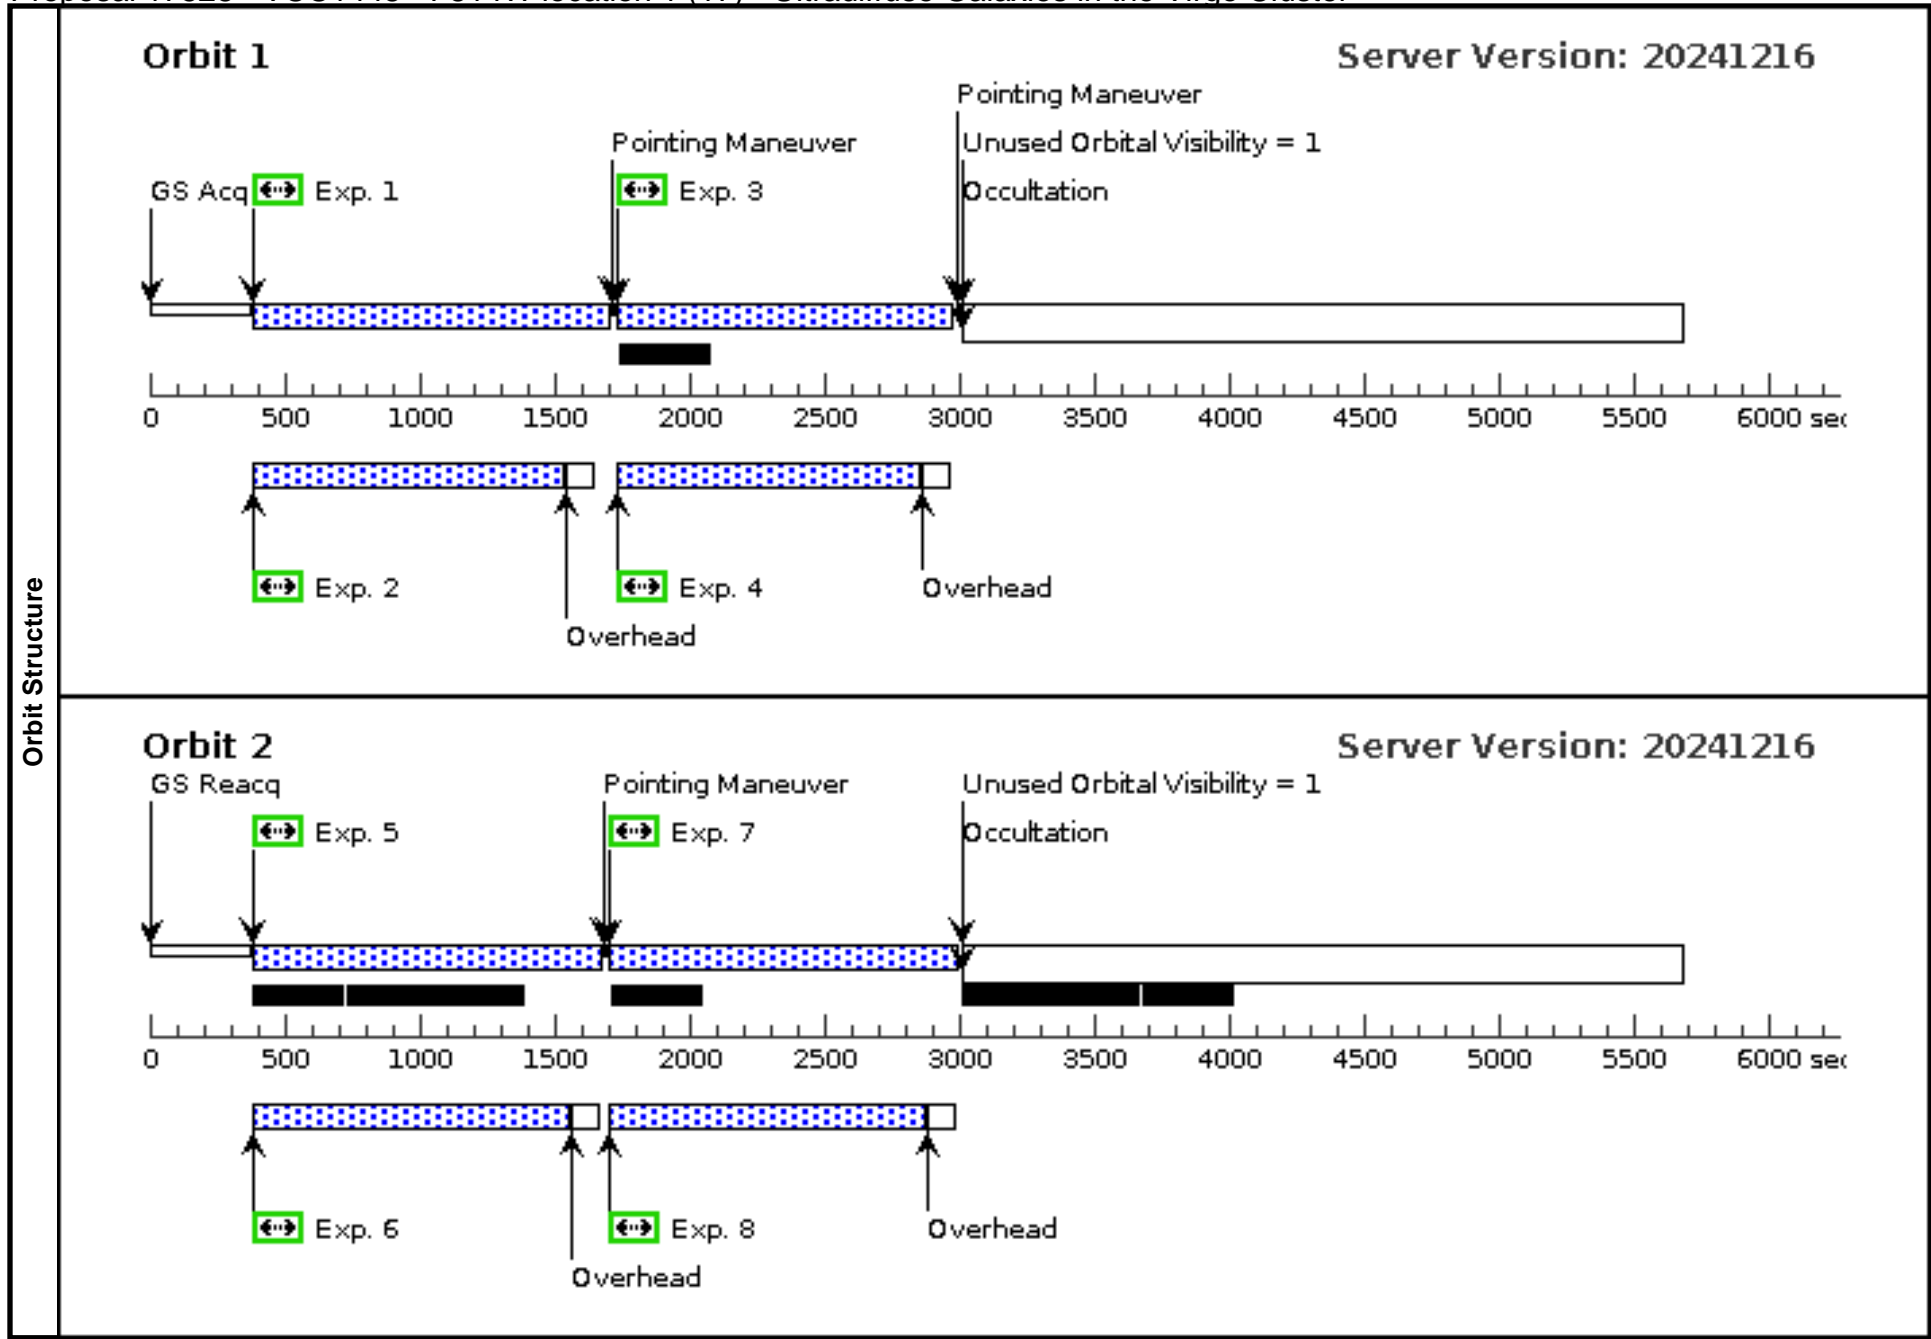 Orbit Structure
Orbit 1
Server Version: 20241216
Pointing Maneuver
Pointing Maneuver
Unused Orbital Visibility = 1
GS Acq
Exp. 1
Exp. 3
Occultation
0 500 1000 1500 2000 2500 3000 3500 4000 4500 5000 5500 6000 sec
Exp. 2
Exp. 4
Overhead
Overhead
Orbit 2
Server Version: 20241216
GS Reacq
Pointing Maneuver
Unused Orbital Visibility = 1
Exp. 5
Exp. 7
Occultation
0 500 1000 1500 2000 2500 3000 3500 4000 4500 5000 5500 6000 sec
Exp. 6
Exp. 8
Overhead
Overhead